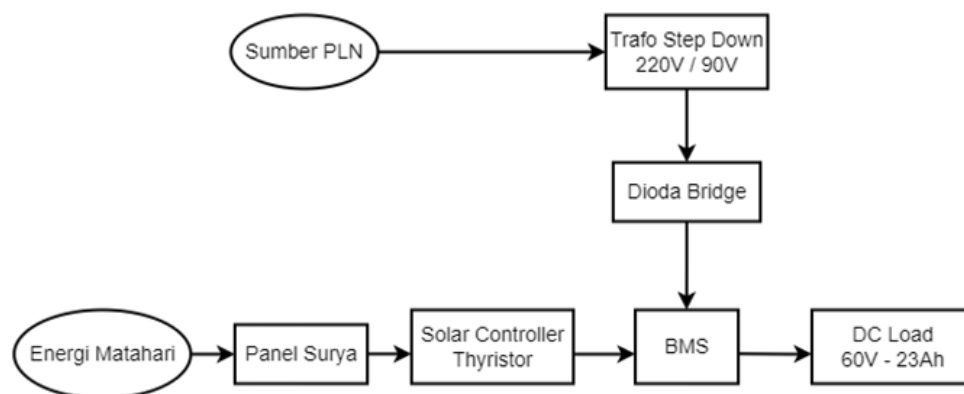 Sumber PLN
Trafo Step Down
220V / 90V
Dioda Bridge
Energi Matahari
Panel Surya
Solar Controller
Thyristor
BMS
DC Load
60V - 23Ah